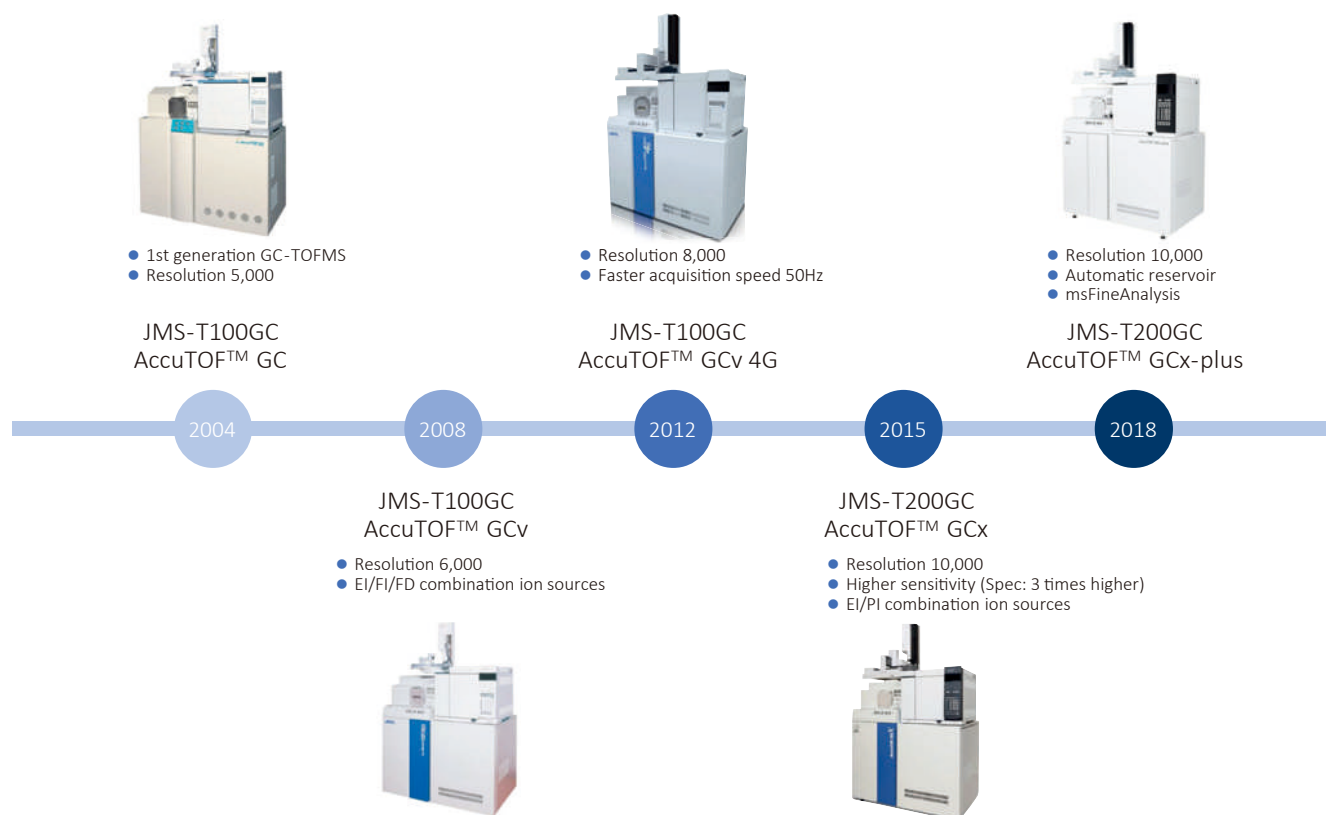 1st generation GC-TOFMS
Resolution 5,000
JMS-T100GC
AccuTOF™ GC
Resolution 8,000
Faster acquisition speed 50Hz
JMS-T100GC
AccuTOF™ GCv 4G
Resolution 10,000
Automatic reservoir
msFineAnalysis
JMS-T200GC
AccuTOF™ GCx-plus
2004
2008
2012
2015
2018
JMS-T100GC
AccuTOF™ GCv
Resolution 6,000
EI/FI/FD combination ion sources
JMS-T200GC
AccuTOF™ GCx
Resolution 10,000
Higher sensitivity (Spec: 3 times higher)
EI/PI combination ion sources